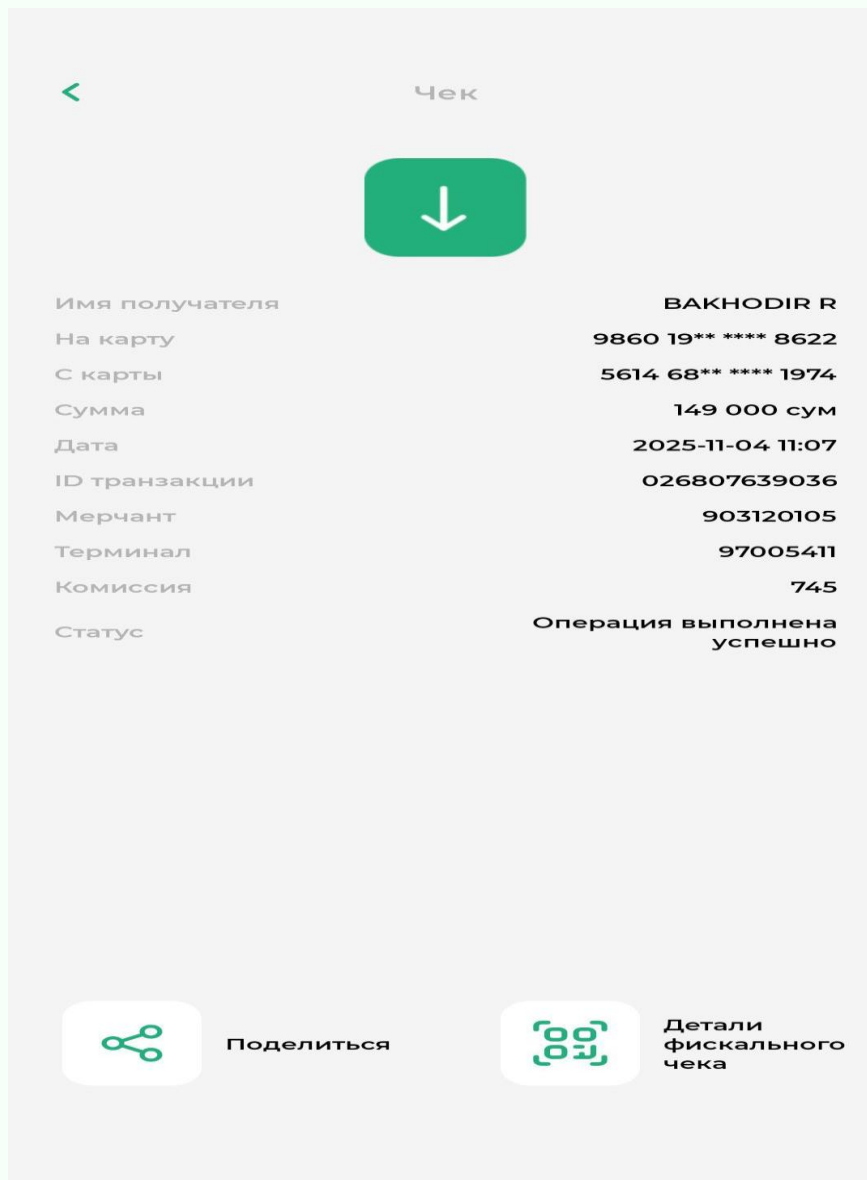 Чек
Имя получателя BAKHODIR R
На карту 9860 19** **** 8622
С карты 5614 68** **** 1974
Сумма 149 000 сум
Дата 2025-11-04 11:07
ID транзакции 026807639036
Мерчант 903120105
Терминал 97005411
Комиссия 745
Статус Операция выполнена
успешно
Поделиться
Детали
фискального
чека